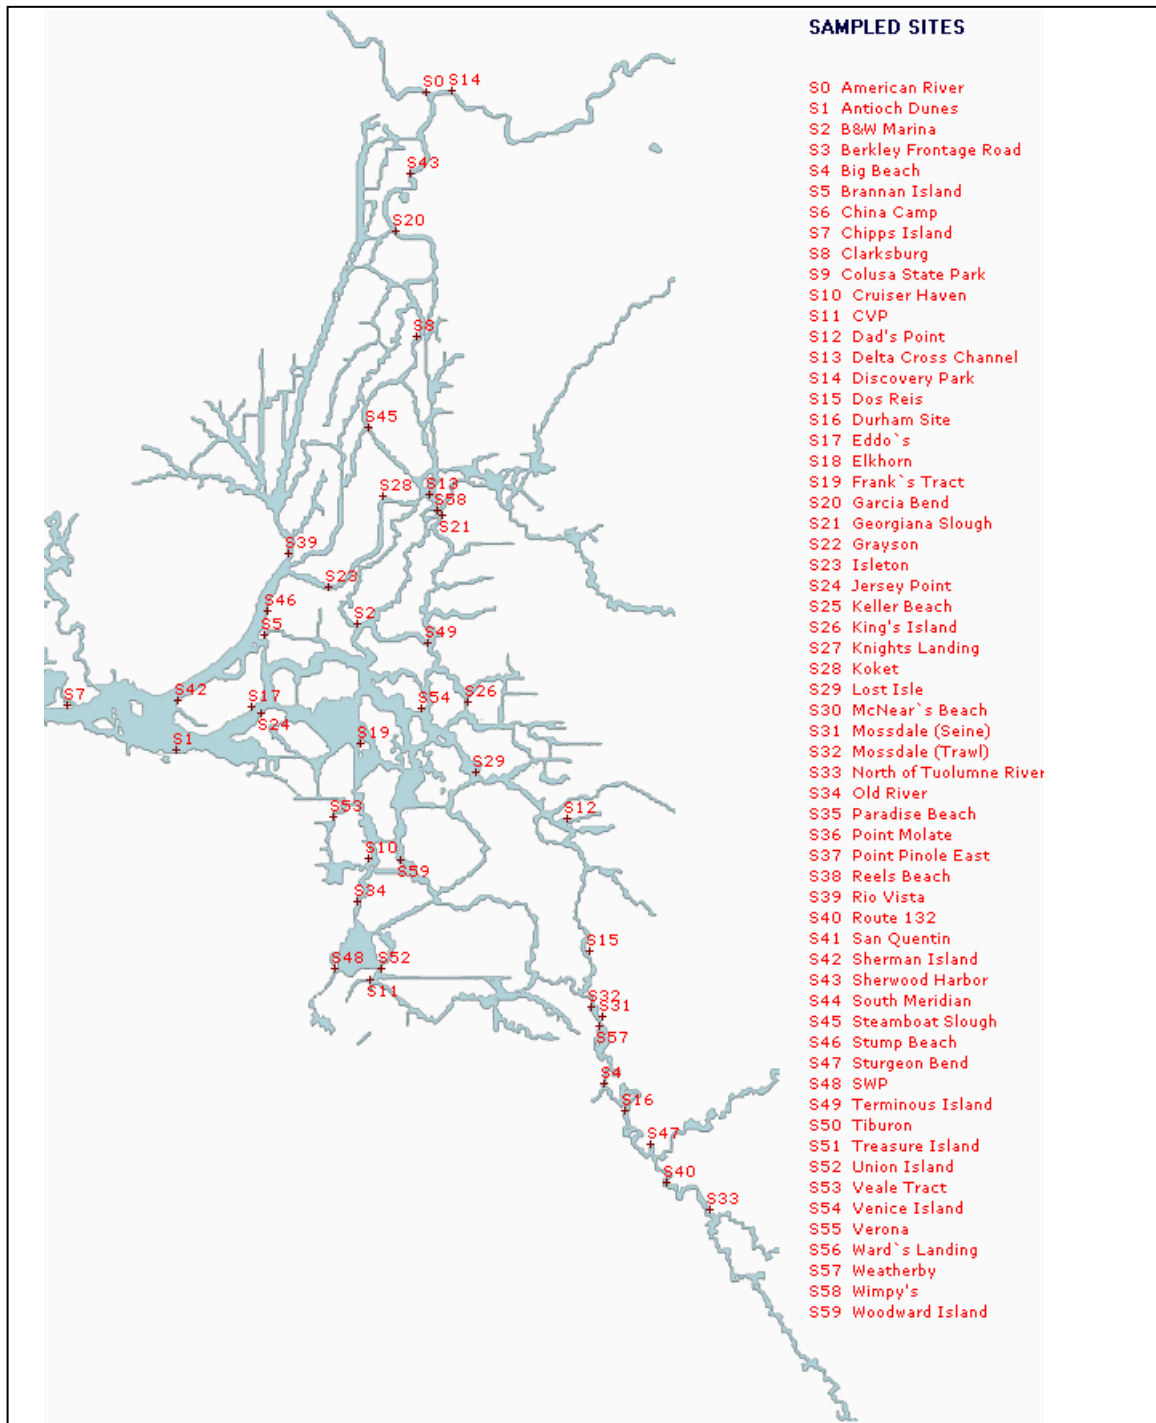 SAMPLED SITES
S0 American River
S1 Antioch Dunes
S2 B&W Marina
S3 Berkley Frontage Road
S4 Big Beach
S5 Brannan Island
S6 China Camp
S7 Chipps Island
S8 Clarksburg
S9 Colusa State Park
S10 Cruiser Haven
S11 CVP
S12 Dad's Point
S13 Delta Cross Channel
S14 Discovery Park
S15 Dos Reis
S16 Durham Site
S17 Eddo`s
S18 Elkhorn
S19 Frank`s Tract
S20 Garcia Bend
S21 Georgiana Slough
S22 Grayson
S23 Isleton
S24 Jersey Point
S25 Keller Beach
S26 King's Island
S27 Knights Landing
S28 Koket
S29 Lost Isle
S30 McNear`s Beach
S31 Mossdale (Seine)
S32 Mossdale (Trawl)
S33 North of Tuolumne River
S34 Old River
S35 Paradise Beach
S36 Point Molate
S37 Point Pinole East
S38 Reels Beach
S39 Rio Vista
S40 Route 132
S41 San Quentin
S42 Sherman Island
S43 Sherwood Harbor
S44 South Meridian
S45 Steamboat Slough
S46 Stump Beach
S47 Sturgeon Bend
S48 SWP
S49 Terminous Island
S50 Tiburon
S51 Treasure Island
S52 Union Island
S53 Veale Tract
S54 Venice Island
S55 Verona
S56 Ward`s Landing
S57 Weatherby
S58 Wimpy's
S59 Woodward Island
S0
S14
S43
S20
S8
S45
S28
S13
S58
S21
S39
S23
S46
S5
S2
S49
S7
S42
S17
S24
S54
S26
S1
S19
S29
S53
S12
S10
S59
S34
S15
S48
S52
S11
S32
S31
S57
S4
S16
S47
S40
S33